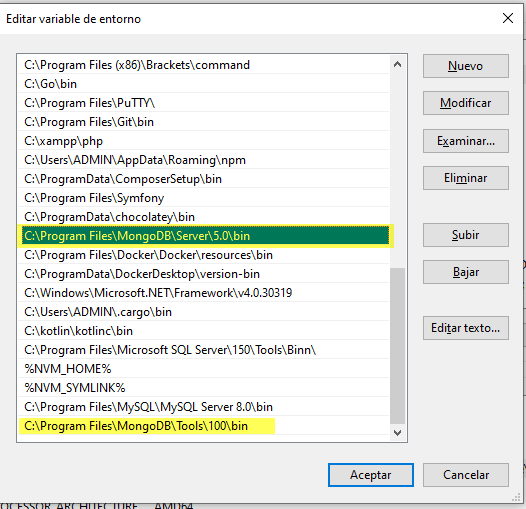 Editar variable de entorno
C:\Program Files (x86)\Brackets\command
C:\Go\bin
C:\Program Files\PuTTY\
C:\Program Files\Git\bin
C:\xampp\php
C:\Users\ADMIN\AppData\Roaming\npm
C:\ProgramData\ComposerSetup\bin
C:\Program Files\Symfony
C:\ProgramData\chocolatey\bin
C:\Program Files\MongoDB\Server\5.0\bin
C:\Program Files\Docker\Docker\resources\bin
C:\ProgramData\DockerDesktop\version-bin
C:\Windows\Microsoft.NET\Framework\v4.0.30319
C:\Users\ADMIN\.cargo\bin
C:\kotlin\kotlinc\bin
C:\Program Files\Microsoft SQL Server\150\Tools\Binn\
%NVM_HOME%
%NVM_SYMLINK%
C:\Program Files\MySQL\MySQL Server 8.0\bin
C:\Program Files\MongoDB\Tools\100\bin
Nuevo
Modificar
Examinar...
Eliminar
Subir
Bajar
Editar texto...
Aceptar
Cancelar
AMD64